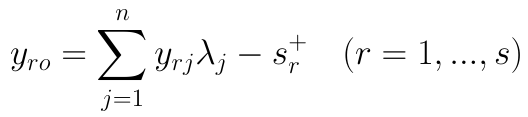 $y_{ro} = \sum_{j=1}^{n} y_{rj} \lambda_j - s_r^+ \quad (r = 1, ..., s)$